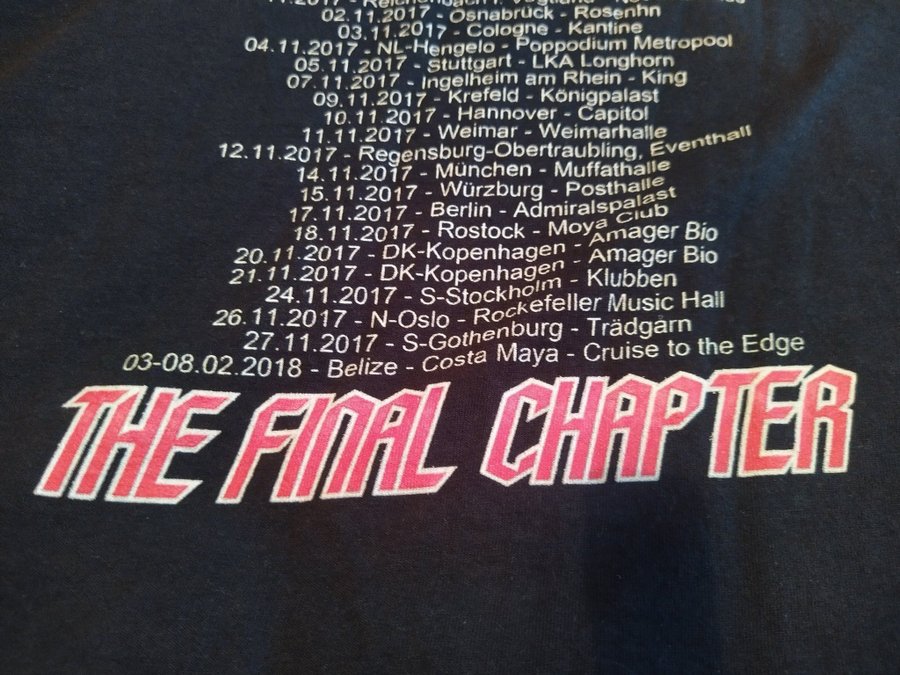 11.2017 - Reichenbach i. Vogtland -
02.11.2017 - Osnabrück - Rosenhn
03.11.2017 - Cologne - Kantine
04.11.2017 - NL-Hengelo - Poppodium Metropool
05.11.2017 - Stuttgart - LKA Longhorn
07.11.2017 - Ingelheim am Rhein - King
09.11.2017 - Krefeld - Königpalast
10.11.2017 - Hannover - Capitol
11.11.2017 - Weimar - Weimarhalle
12.11.2017 - Regensburg-Obertraubling, Eventhall
14.11.2017 - München - Muffathalle
15.11.2017 - Würzburg - Posthalle
17.11.2017 - Berlin - Admiralspalast
18.11.2017 - Rostock - Moya Club
20.11.2017 - DK-Kopenhagen - Amager Bio
21.11.2017 - DK-Kopenhagen - Amager Bio
24.11.2017 - S-Stockholm - Klubben
26.11.2017 - N-Oslo - Rockefeller Music Hall
27.11.2017 - S-Gothenburg - Trädgårn
03-08.02.2018 - Belize - Costa Maya - Cruise to the Edge
THE FINAL CHAPTER